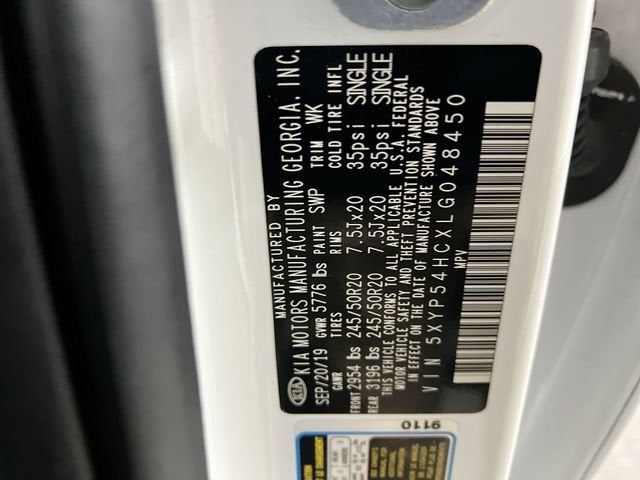 MANUFACTURED BY
KIA KIA MOTORS MANUFACTURING GEORGIA, INC.
SEP/20/19 GVWR 5776 lbs PAINT SWP TRIM WK
GAWR TIRES RIMS COLD TIRE INFL
FRONT 2954 lbs 245/50R20 7.5Jx20 35psi SINGLE
REAR 3196 lbs 245/50R20 7.5Jx20 35psi SINGLE
THIS VEHICLE CONFORMS TO ALL APPLICABLE U.S.A. FEDERAL
MOTOR VEHICLE SAFETY AND THEFT PREVENTION STANDARDS
IN EFFECT ON THE DATE OF MANUFACTURE SHOWN ABOVE
VIN 5XYP54HCXLG048450
MPV
9110